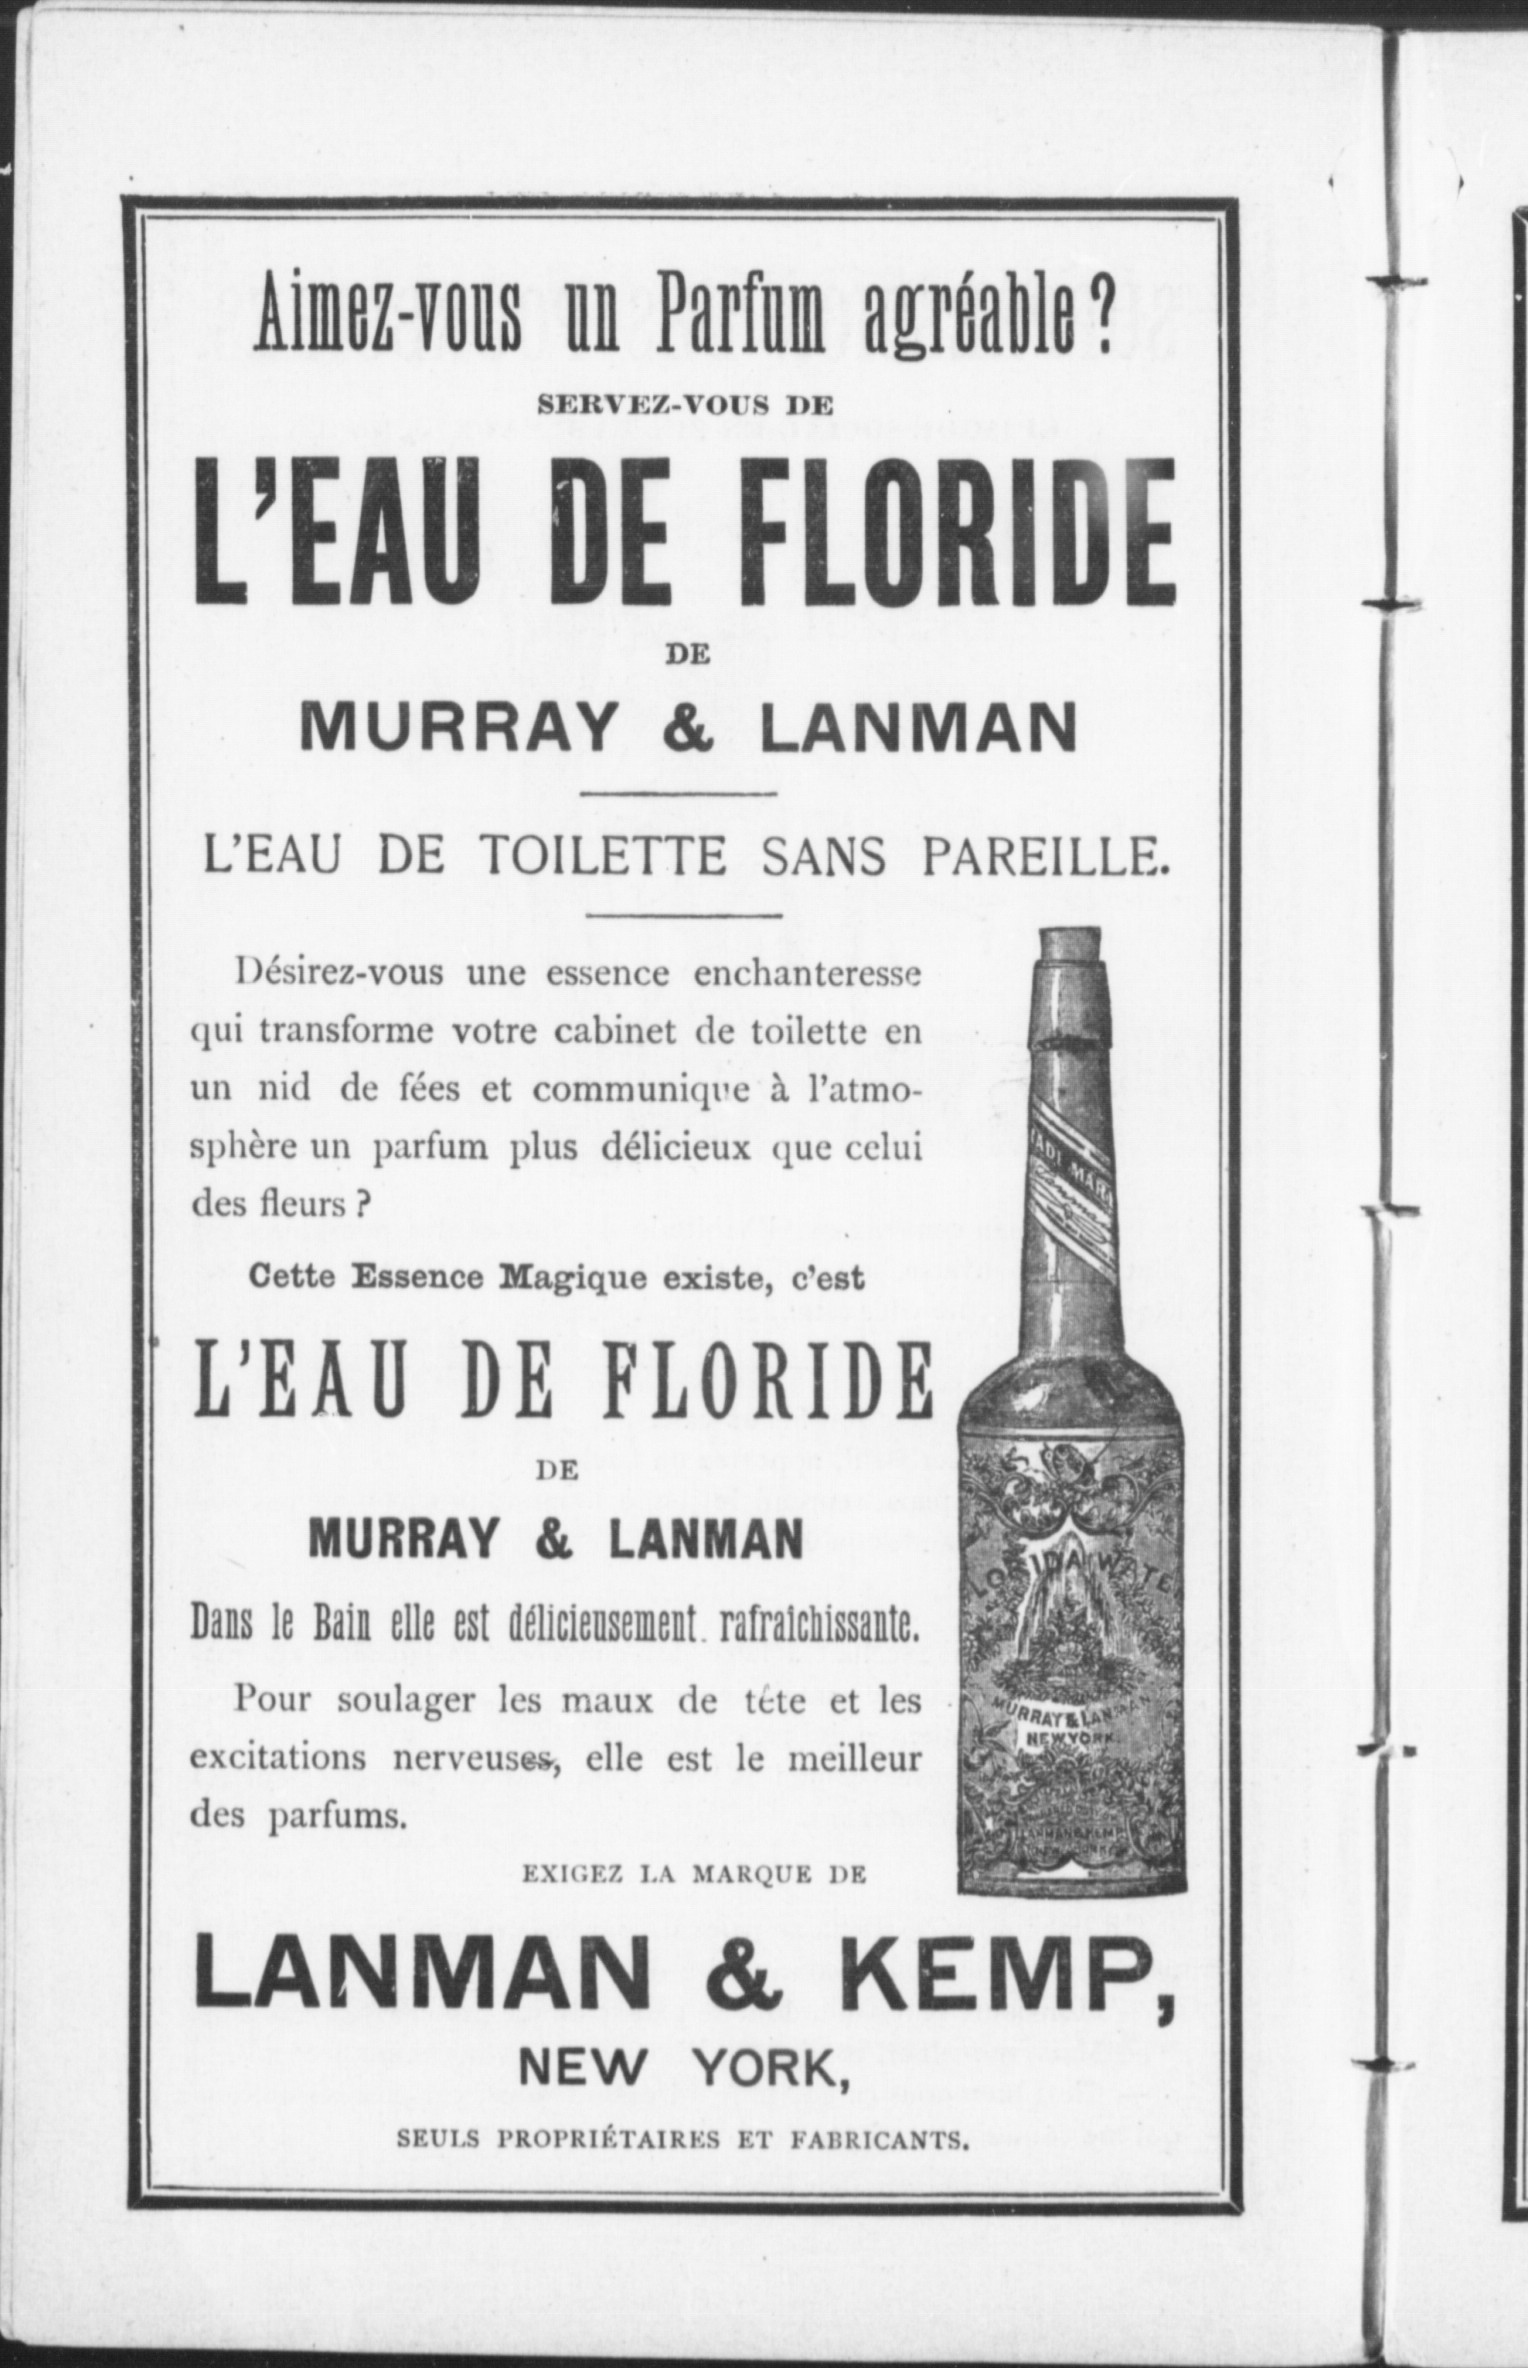 Aimez-vous un Parfum agréable ?
SERVEZ-VOUS DE
L'EAU DE FLORIDE
DE
MURRAY & LANMAN
L'EAU DE TOILETTE SANS PAREILLE.
Désirez-vous une essence enchanteresse
qui transforme votre cabinet de toilette en
un nid de fées et communique à l'atmo-
sphère un parfum plus délicieux que celui
des fleurs ?
Cette Essence Magique existe, c'est
L'EAU DE FLORIDE
DE
MURRAY & LANMAN
Dans le Bain elle est délicieusement rafraichissante.
Pour soulager les maux de tête et les
excitations nerveuses, elle est le meilleur
des parfums.
EXIGEZ LA MARQUE DE
LANMAN & KEMP,
NEW YORK,
SEULS PROPRIÉTAIRES ET FABRICANTS.
MURRAY & LANMAN
NEW YORK